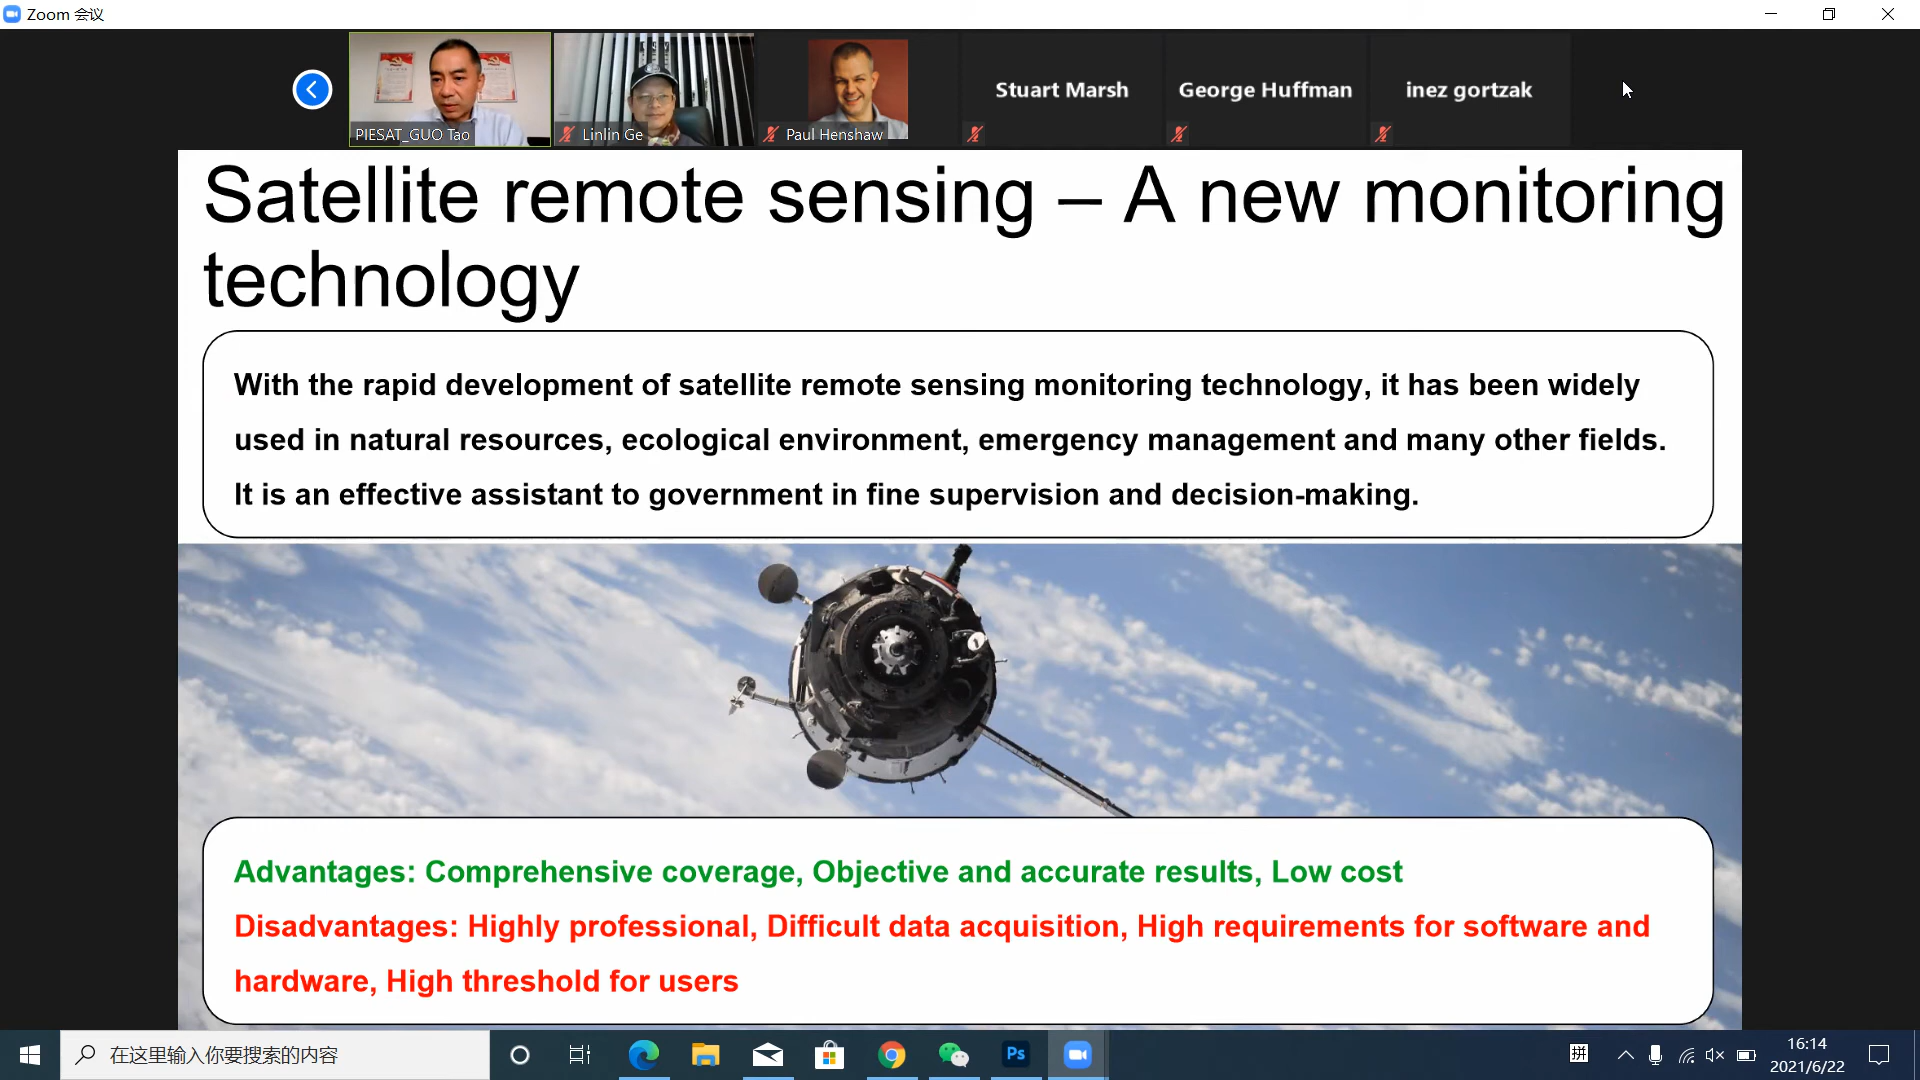 Zoom 会议
PIESAT_GUO Tao
Linlin Ge
Paul Henshaw
Stuart Marsh
George Huffman
inez gortzak
Satellite remote sensing – A new monitoring
technology
With the rapid development of satellite remote sensing monitoring technology, it has been widely
used in natural resources, ecological environment, emergency management and many other fields.
It is an effective assistant to government in fine supervision and decision-making.
Advantages: Comprehensive coverage, Objective and accurate results, Low cost
Disadvantages: Highly professional, Difficult data acquisition, High requirements for software and
hardware, High threshold for users
在这里输入你要搜索的内容
Ps
拼
16:14
2021/6/22